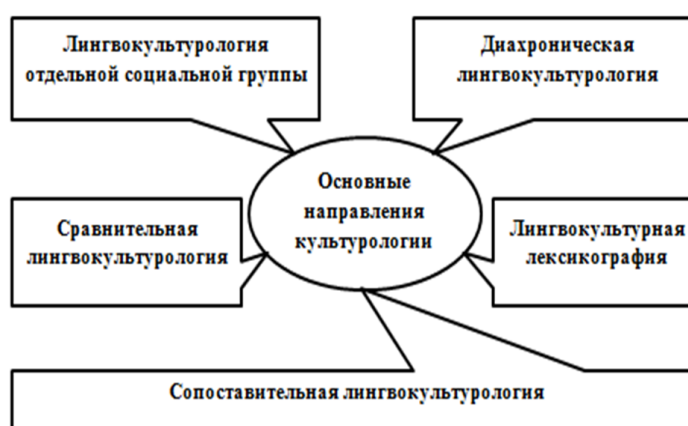 Лингвокультурология
отдельной социальной группы
Диахроническая
лингвокультурология
Основные
направления
культурологии
Сравнительная
лингвокультурология
Лингвокультурная
лексикография
Сопоставительная лингвокультурология